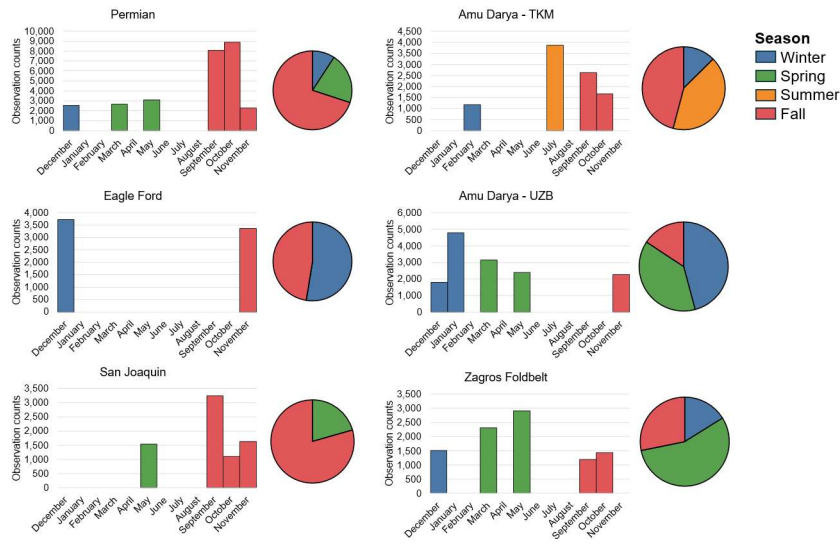 Permian
Observation counts
10,000
9,000
8,000
7,000
6,000
5,000
4,000
3,000
2,000
1,000
0
December
January
February
March
April
May
June
July
August
September
October
November
Amu Darya - TKM
Observation counts
4,500
4,000
3,500
3,000
2,500
2,000
1,500
1,000
500
0
December
January
February
March
April
May
June
July
August
September
October
November
Season
Winter
Spring
Summer
Fall
Eagle Ford
Observation counts
4,000
3,500
3,000
2,500
2,000
1,500
1,000
500
0
December
January
February
March
April
May
June
July
August
September
October
November
Amu Darya - UZB
Observation counts
6,000
5,000
4,000
3,000
2,000
1,000
0
December
January
February
March
April
May
June
July
August
September
October
November
San Joaquin
Observation counts
3,500
3,000
2,500
2,000
1,500
1,000
500
0
December
January
February
March
April
May
June
July
August
September
October
November
Zagros Foldbelt
Observation counts
3,500
3,000
2,500
2,000
1,500
1,000
500
0
December
January
February
March
April
May
June
July
August
September
October
November